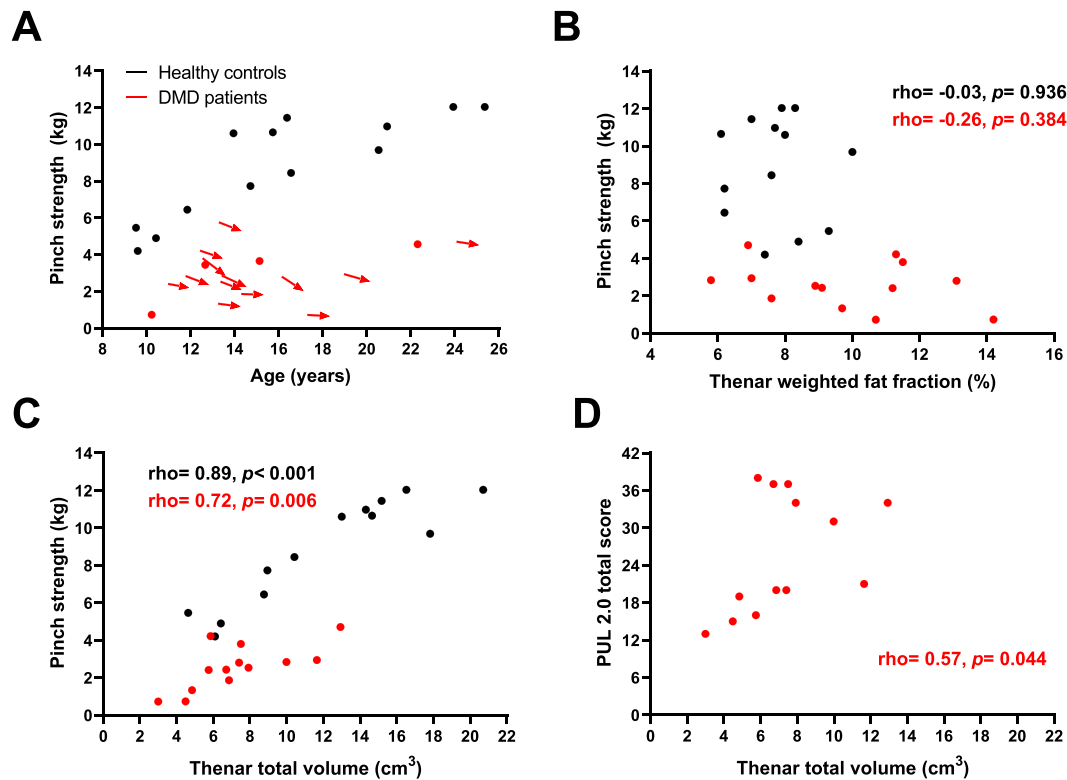 A
14
12
10
8
6
4
2
0
Pinch strength (kg)
Healthy controls
DMD patients
8 10 12 14 16 18 20 22 24 26
Age (years)
B
14
12
10
8
6
4
2
0
Pinch strength (kg)
rho= -0.03, p= 0.936
rho= -0.26, p= 0.384
4 6 8 10 12 14 16
Thenar weighted fat fraction (%)
C
14
12
10
8
6
4
2
0
Pinch strength (kg)
rho= 0.89, p< 0.001
rho= 0.72, p= 0.006
0 2 4 6 8 10 12 14 16 18 20 22
Thenar total volume (cm³)
D
42
36
30
24
18
12
6
0
PUL 2.0 total score
rho= 0.57, p= 0.044
0 2 4 6 8 10 12 14 16 18 20 22
Thenar total volume (cm³)